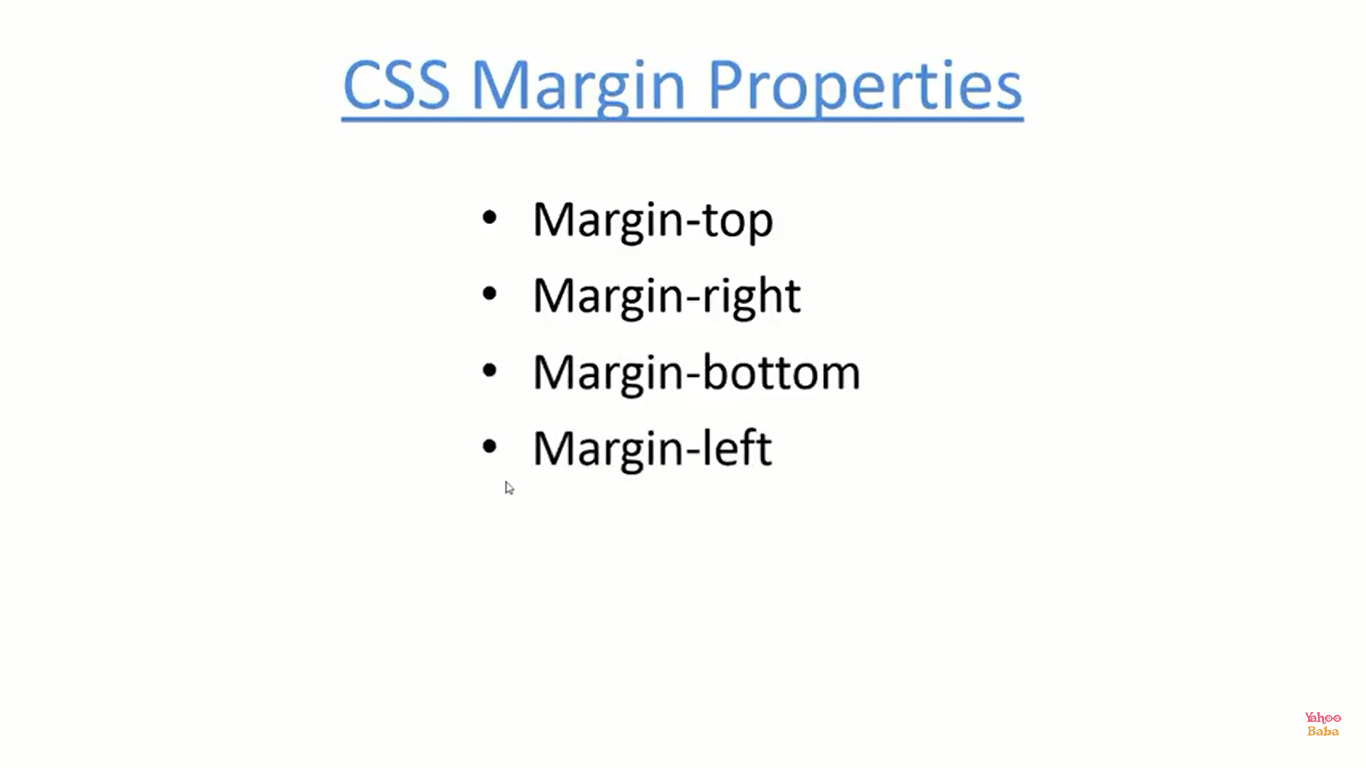 CSS Margin Properties
• Margin-top
• Margin-right
• Margin-bottom
• Margin-left
Yahoo
Baba